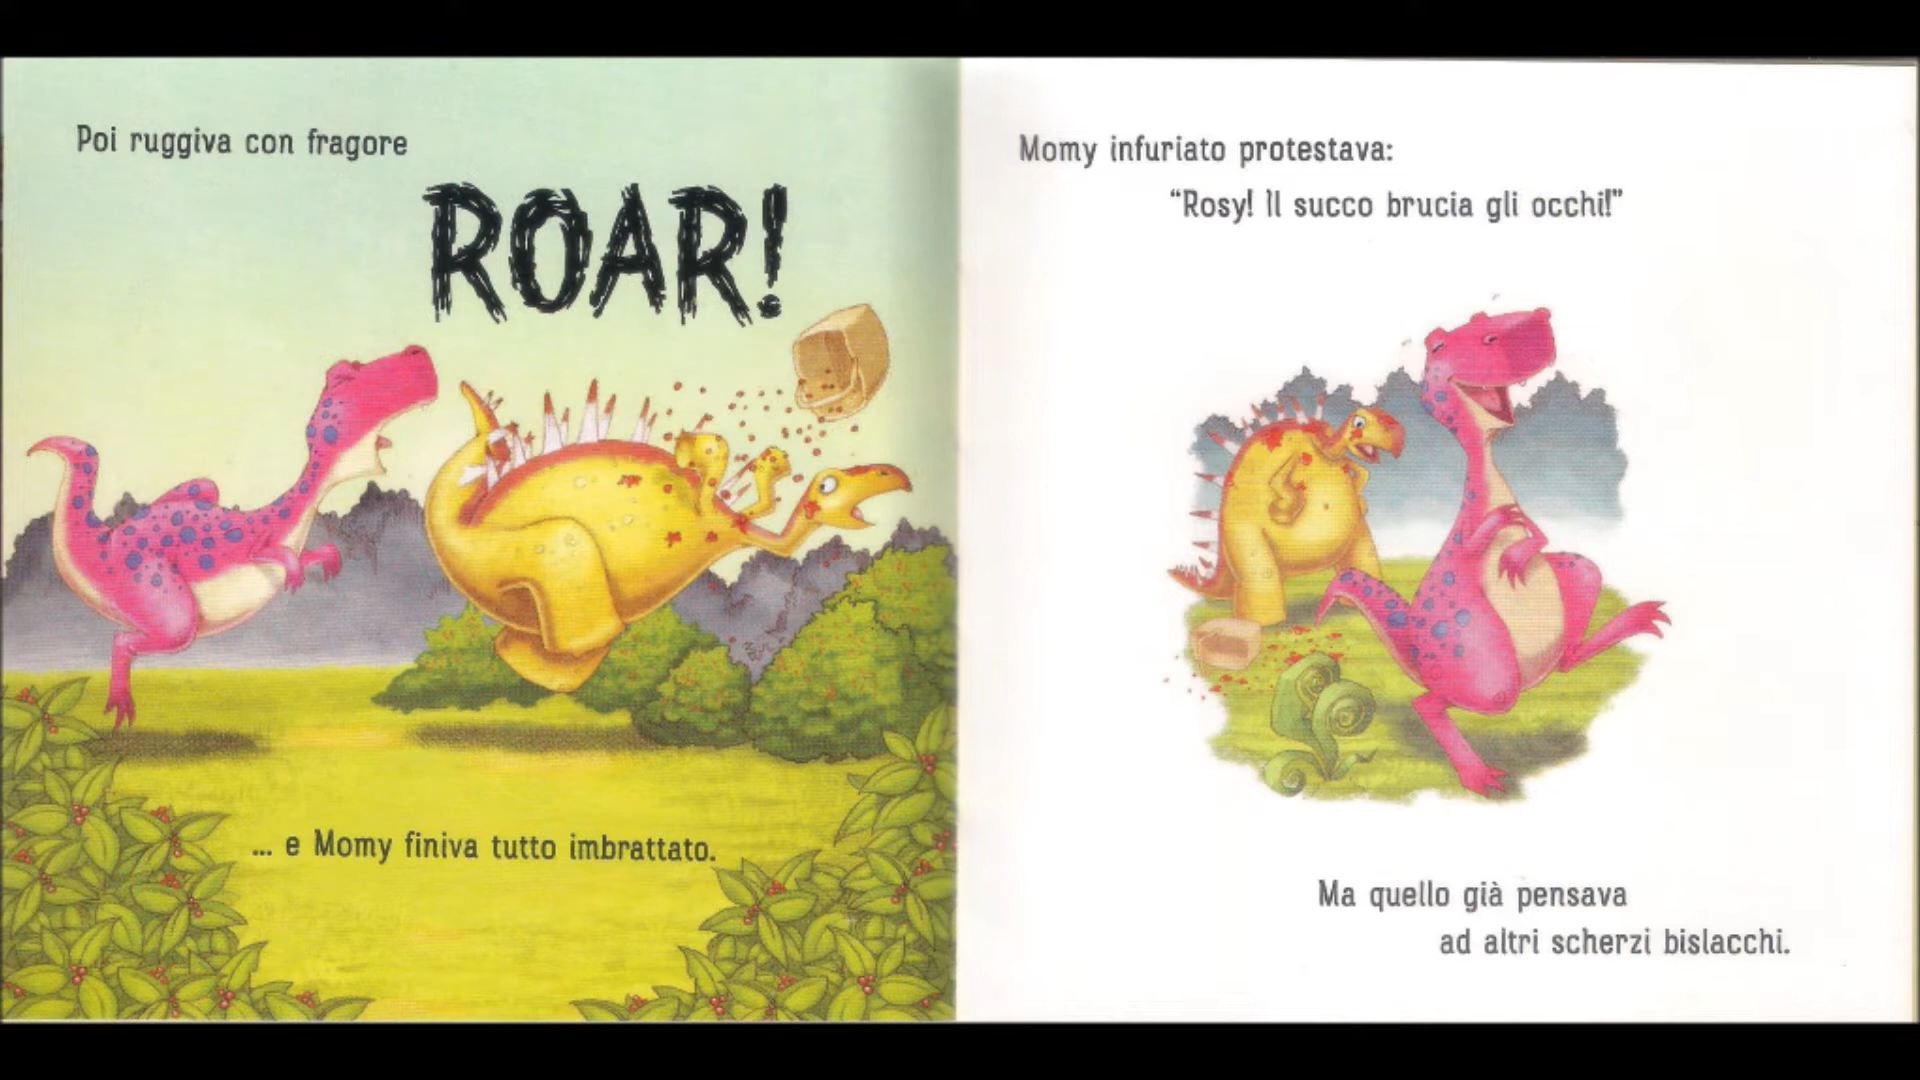 Poi ruggiva con fragore
ROAR!
... e Momy finiva tutto imbrattato.
Momy infuriato protestava:
“Rosy! Il succo brucia gli occhi!”
Ma quello già pensava
ad altri scherzi bislacchi.